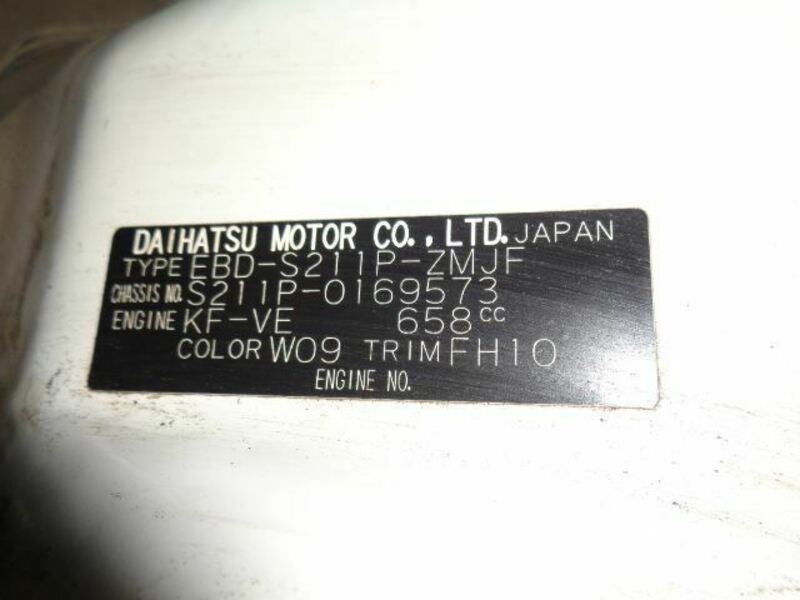 DAIHATSU MOTOR CO., LTD. JAPAN
TYPE EBD-S211P-ZMJF
CHASSIS NO. S211P-0169573
ENGINE KF-VE 658cc
COLOR W09 TRIM FH10
ENGINE NO.